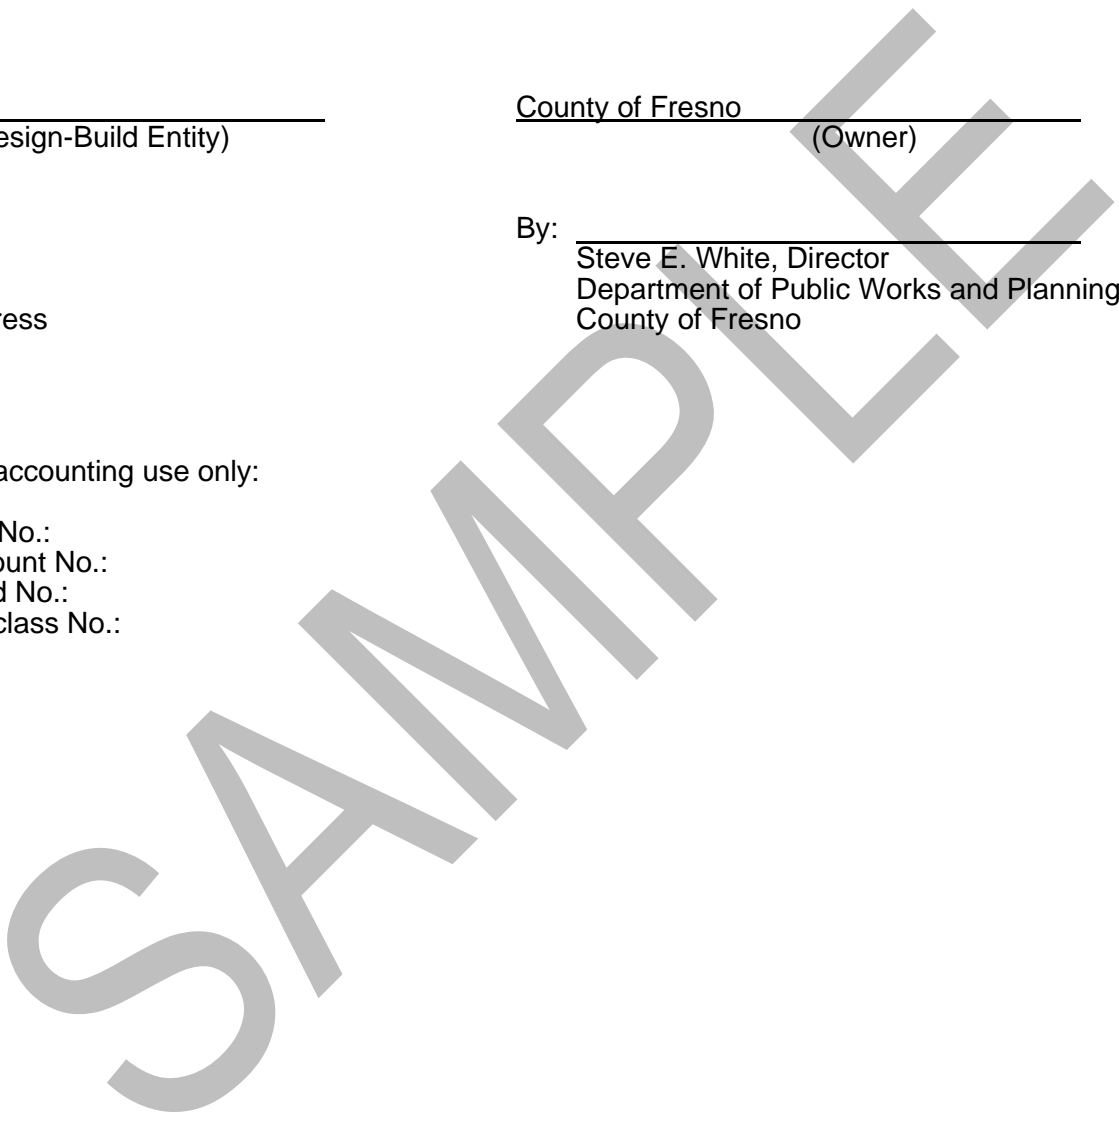 County of Fresno
esign-Build Entity) (Owner)
By:
Steve E. White, Director
Department of Public Works and Planning
ress County of Fresno
accounting use only:
No.:
ount No.:
d No.:
class No.:
SAMPLE